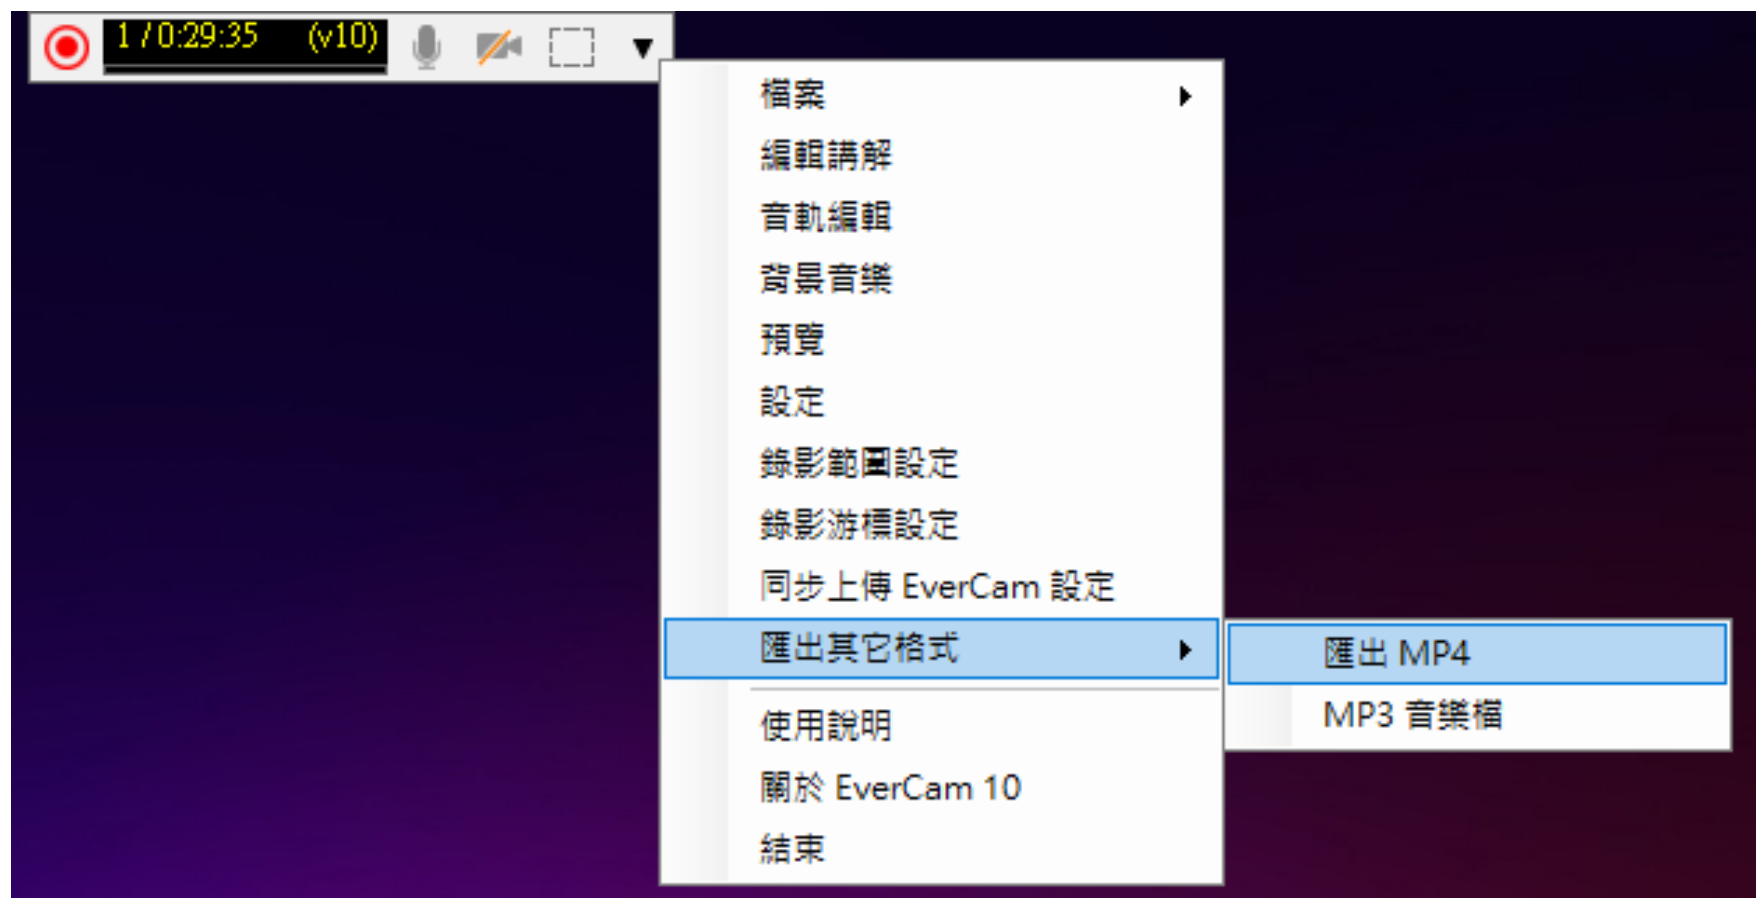 1 / 0:29:35 (v10)
檔案
編輯講解
音軌編輯
背景音樂
預覽
設定
錄影範圍設定
錄影游標設定
同步上傳 EverCam 設定
匯出其它格式
匯出 MP4
MP3 音樂檔
使用說明
關於 EverCam 10
結束